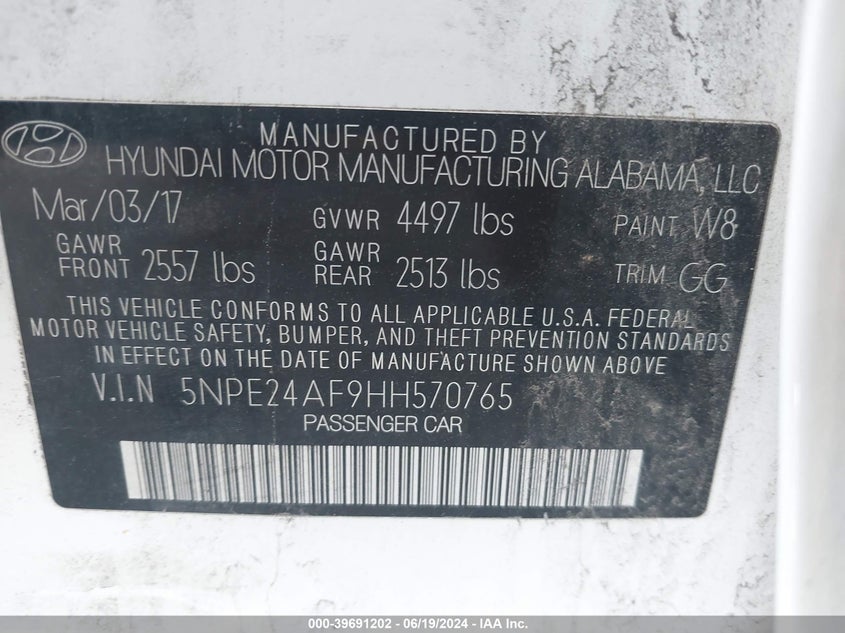 MANUFACTURED BY
HYUNDAI MOTOR MANUFACTURING ALABAMA, LLC
Mar/03/17 GVWR 4497 lbs PAINT W8
GAWR FRONT 2557 lbs GAWR REAR 2513 lbs TRIM GG
THIS VEHICLE CONFORMS TO ALL APPLICABLE U.S.A. FEDERAL
MOTOR VEHICLE SAFETY, BUMPER, AND THEFT PREVENTION STANDARDS
IN EFFECT ON THE DATE OF MANUFACTURE SHOWN ABOVE
V.I.N 5NPE24AF9HH570765
PASSENGER CAR
000-39691202 - 06/19/2024 - IAA Inc.